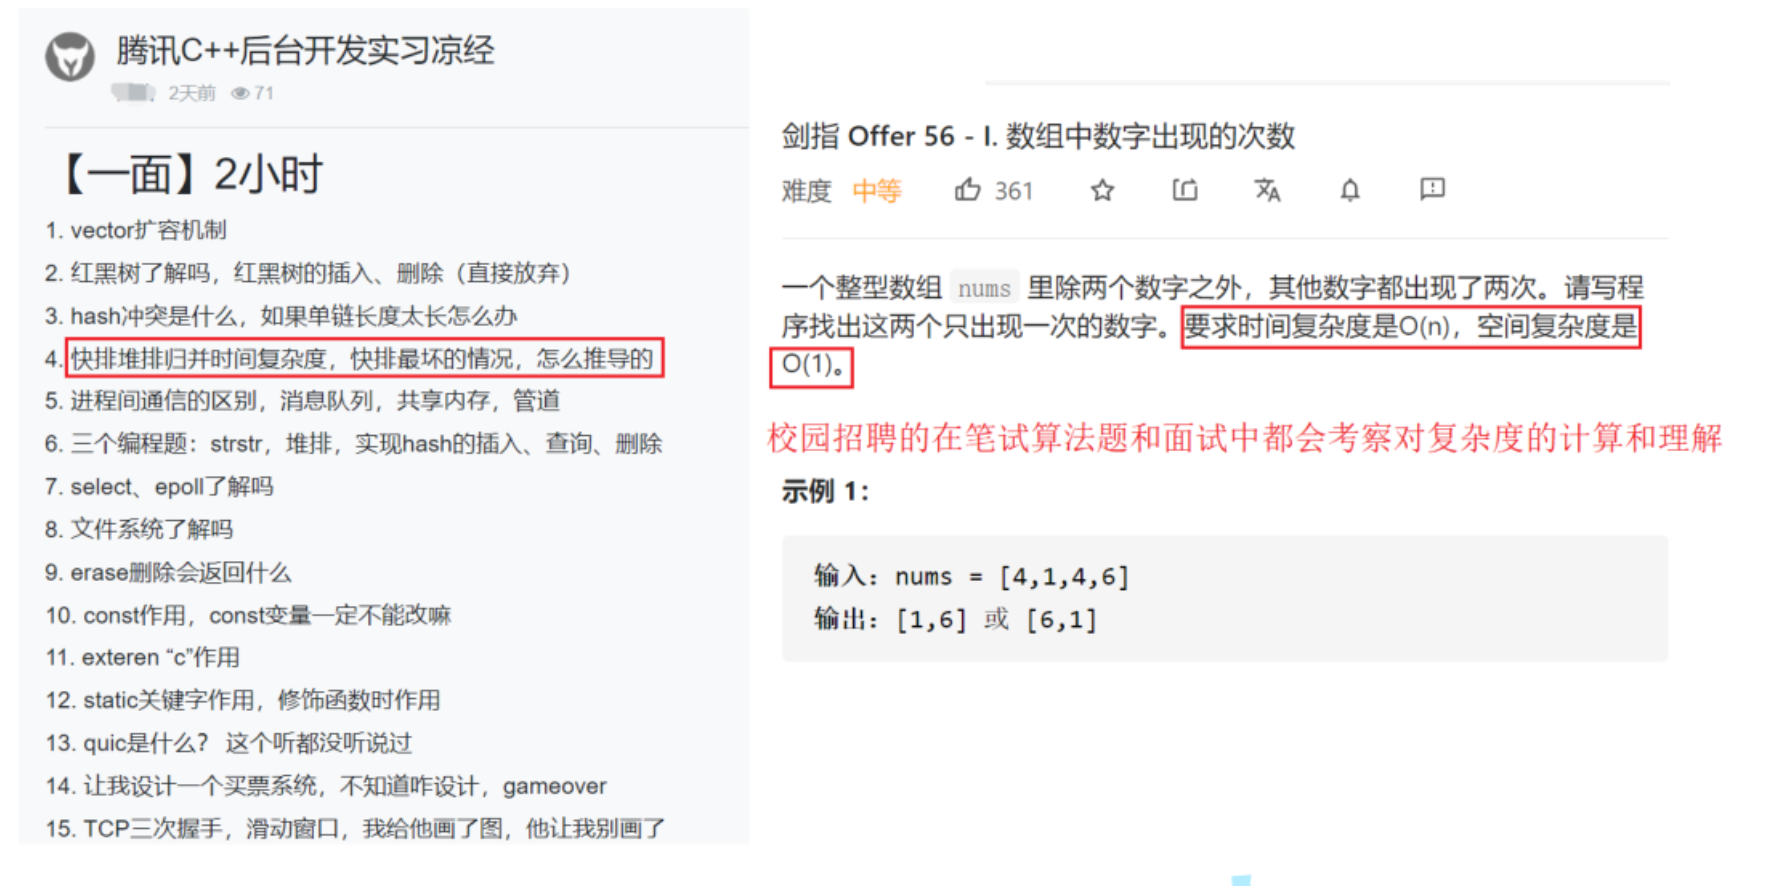 腾讯C++后台开发实习凉经
2天前 71
【一面】2小时
1. vector扩容机制
2. 红黑树了解吗，红黑树的插入、删除（直接放弃）
3. hash冲突是什么，如果单链长度太长怎么办
4. 快排堆排归并时间复杂度，快排最坏的情况，怎么推导的
5. 进程间通信的区别，消息队列，共享内存，管道
6. 三个编程题：strstr，堆排，实现hash的插入、查询、删除
7. select、epoll了解吗
8. 文件系统了解吗
9. erase删除会返回什么
10. const作用，const变量一定不能改嘛
11. exteren “c”作用
12. static关键字作用，修饰函数时作用
13. quic是什么？ 这个听都没听说过
14. 让我设计一个买票系统，不知道咋设计，gameover
15. TCP三次握手，滑动窗口，我给他画了图，他让我别画了
剑指 Offer 56 - I. 数组中数字出现的次数
难度 中等 361
一个整型数组 nums 里除两个数字之外，其他数字都出现了两次。请写程
序找出这两个只出现一次的数字。要求时间复杂度是O(n)，空间复杂度是
O(1)。
校园招聘的在笔试算法题和面试中都会考察对复杂度的计算和理解
示例 1：
输入：nums = [4,1,4,6]
输出：[1,6] 或 [6,1]